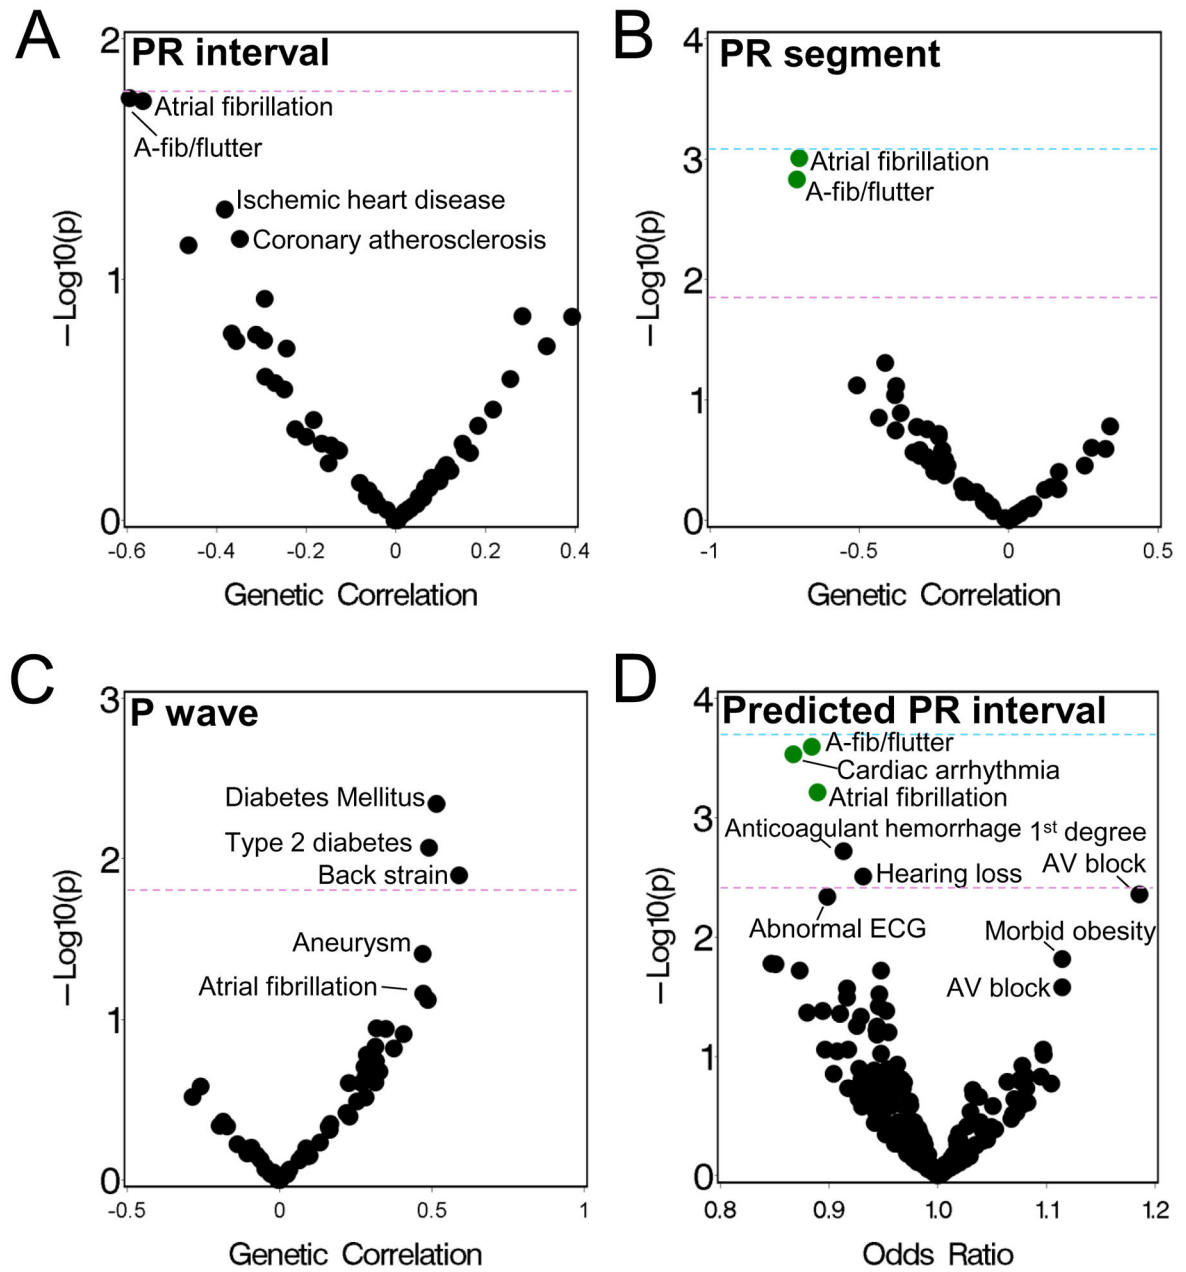 A
PR interval
2
1
0
Atrial fibrillation
A-fib/flutter
Ischemic heart disease
Coronary atherosclerosis
−Log10(p)
-0.6 -0.4 -0.2 0 0.2 0.4
Genetic Correlation
B
PR segment
4
3
2
1
0
Atrial fibrillation
A-fib/flutter
−Log10(p)
-1 -0.5 0 0.5
Genetic Correlation
C
P wave
3
2
1
0
Diabetes Mellitus
Type 2 diabetes
Back strain
Aneurysm
Atrial fibrillation
−Log10(p)
-0.5 0 0.5 1
Genetic Correlation
D
Predicted PR interval
4
3
2
1
0
A-fib/flutter
Cardiac arrhythmia
Atrial fibrillation
Anticoagulant hemorrhage
1st degree
AV block
Hearing loss
Abnormal ECG
Morbid obesity
AV block
−Log10(p)
0.8 0.9 1.0 1.1 1.2
Odds Ratio